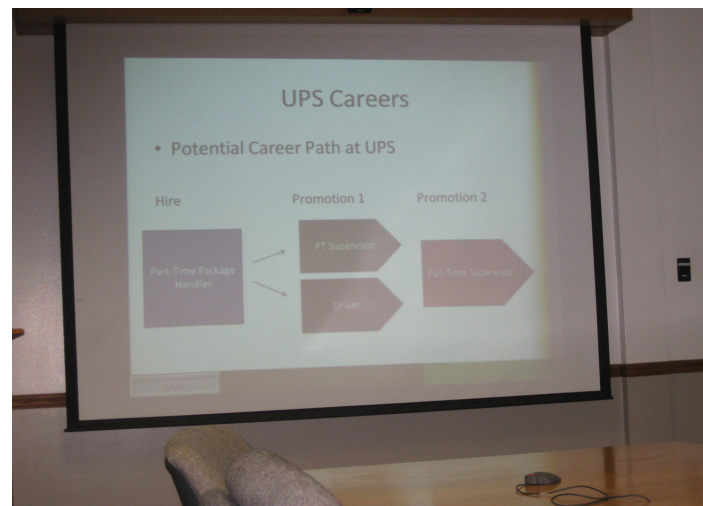 UPS Careers
• Potential Career Path at UPS
Hire
Promotion 1
Promotion 2
Part-Time Package
Handler
PT Supervisor
Driver
Full-Time Supervisor